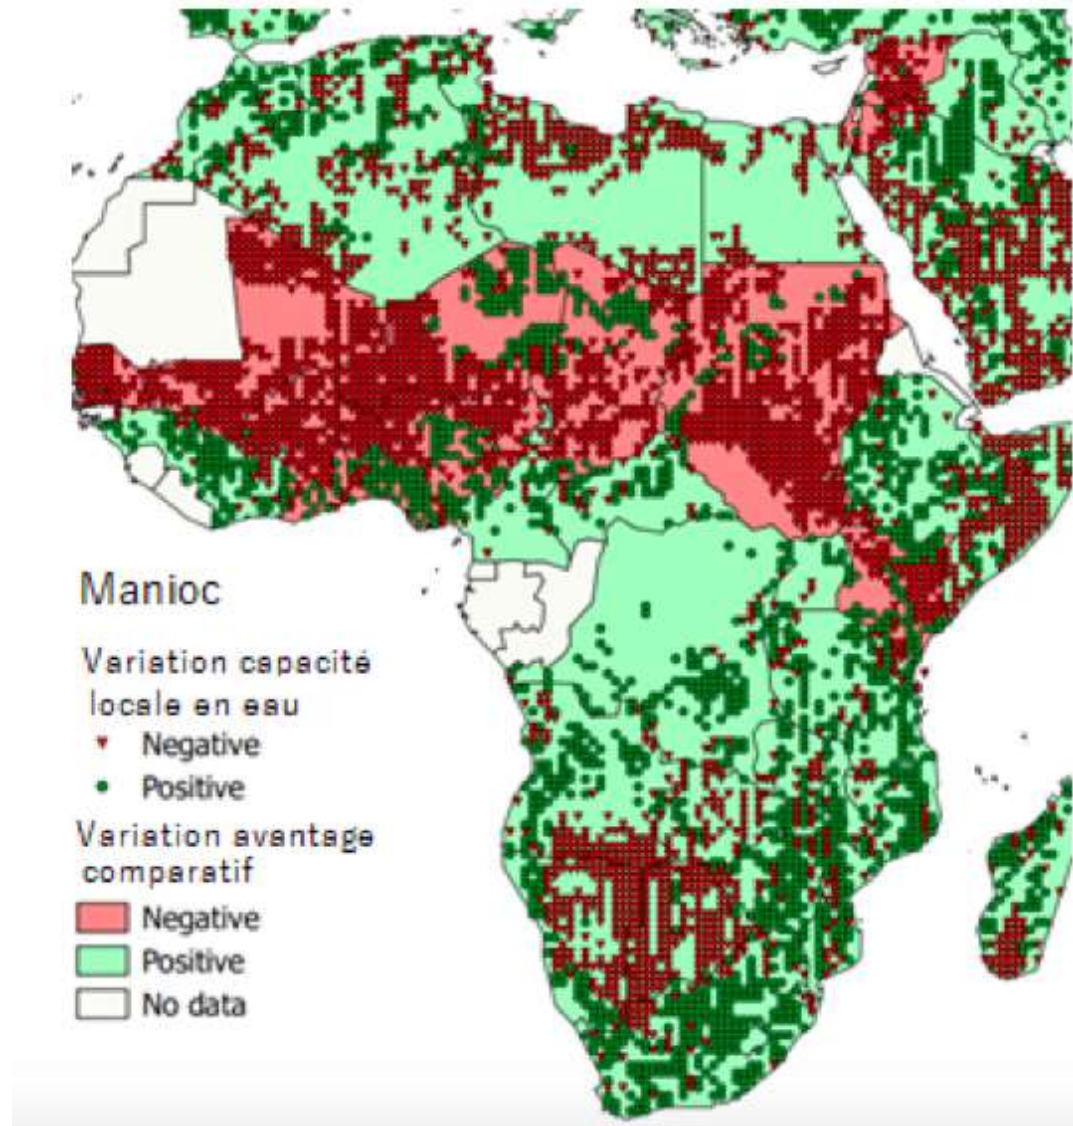 Manioc
Variation capacité
locale en eau
Negative
Positive
Variation avantage
comparatif
Negative
Positive
No data